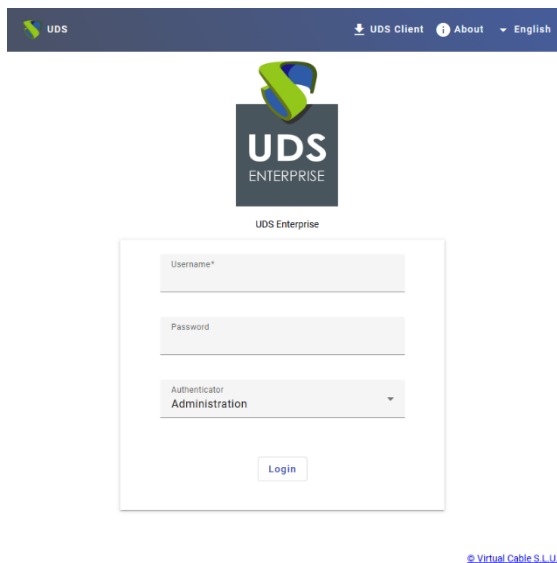 UDS
UDS Client
About
English
UDS
ENTERPRISE
UDS Enterprise
Username*
Password
Authenticator
Administration
Login
© Virtual Cable S.L.U.